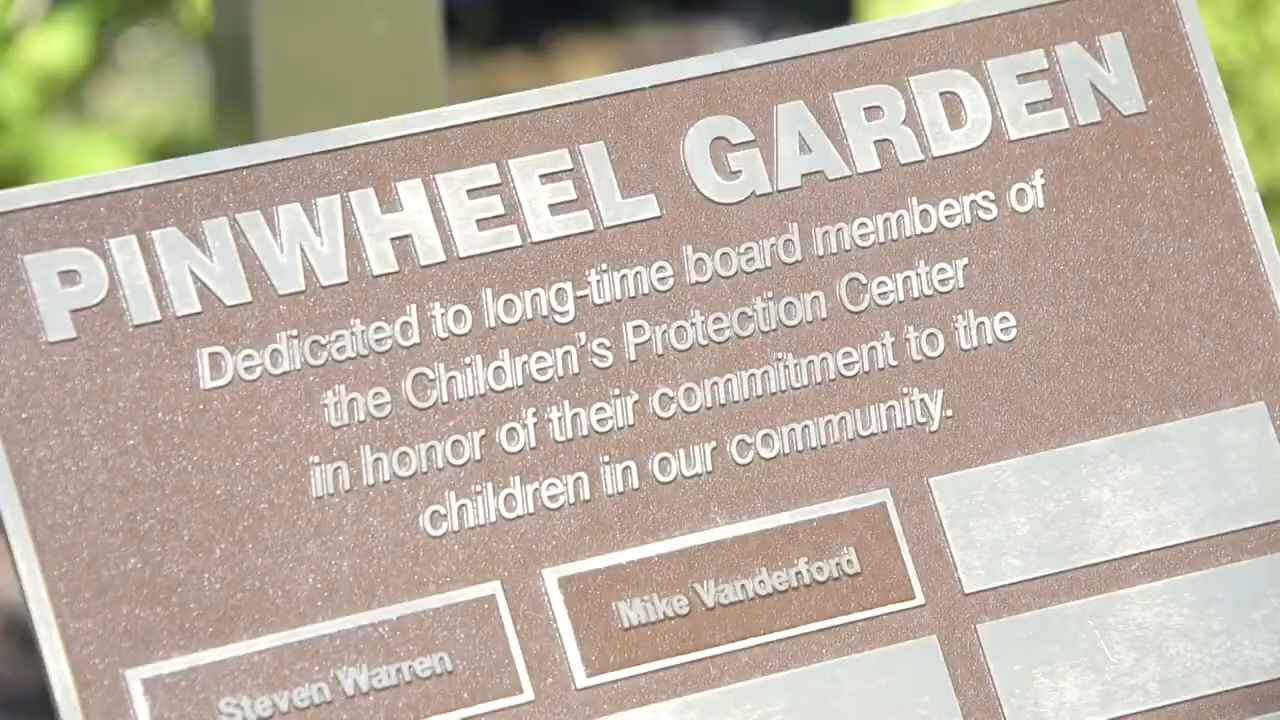 PINWHEEL GARDEN
Dedicated to long-time board members of
the Children's Protection Center
in honor of their commitment to the
children in our community.
Steven Warren
Mike Vanderford